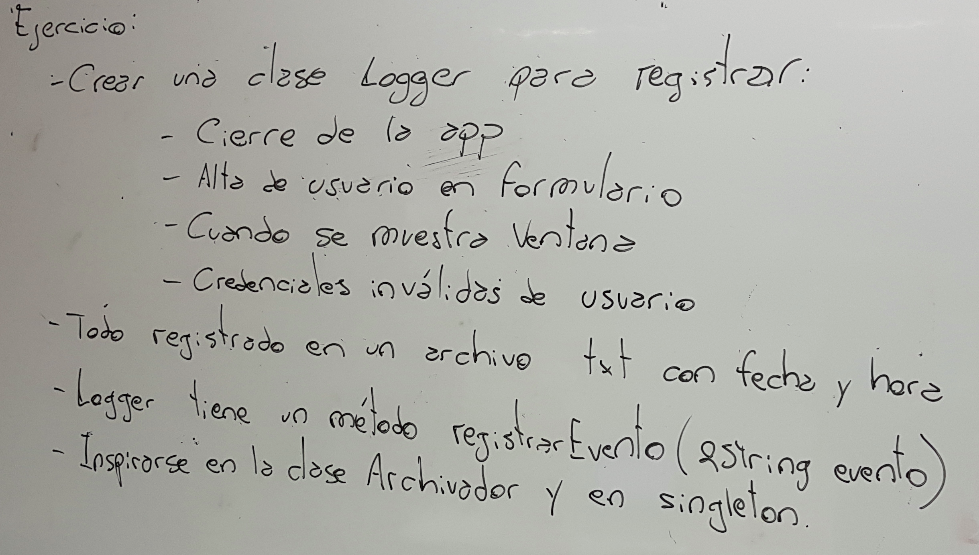 Ejercicio:
- Crear una clase Logger para registrar:
- Cierre de la app
- Alta de usuario en formulario
- Cuando se muestra Ventana
- Credenciales inválidas de usuario
- Todo registrado en un archivo txt con fecha y hora
- Logger tiene un método registrarEvento(QString evento)
- Inspirarse en la clase Archivador y en singleton.